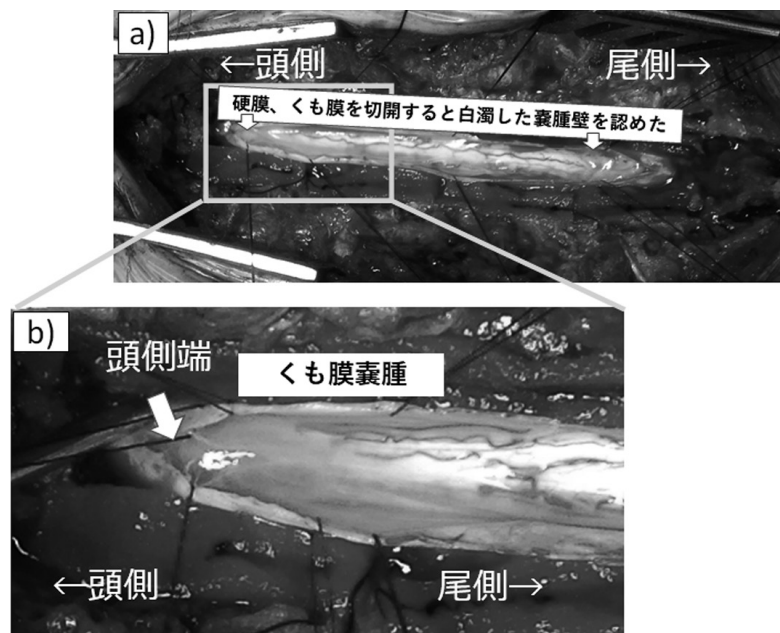 a)
←頭側
尾側→
硬膜、くも膜を切開すると白濁した嚢腫壁を認めた
b)
頭側端
くも膜嚢腫
←頭側
尾側→